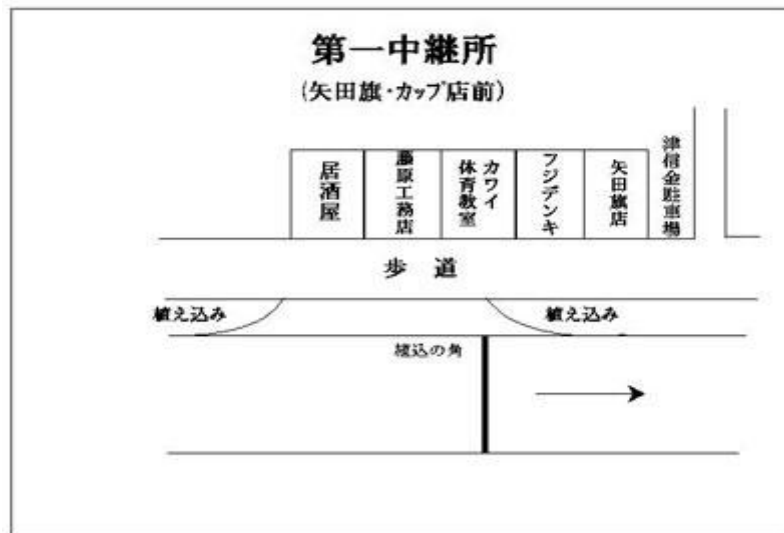 第一中継所
(矢田旗・カップ店前)
居酒屋
藤原工務店
カワイ
体育教室
フジデンキ
矢田旗店
津信金駐車場
歩 道
植え込み
植え込み
植込の角